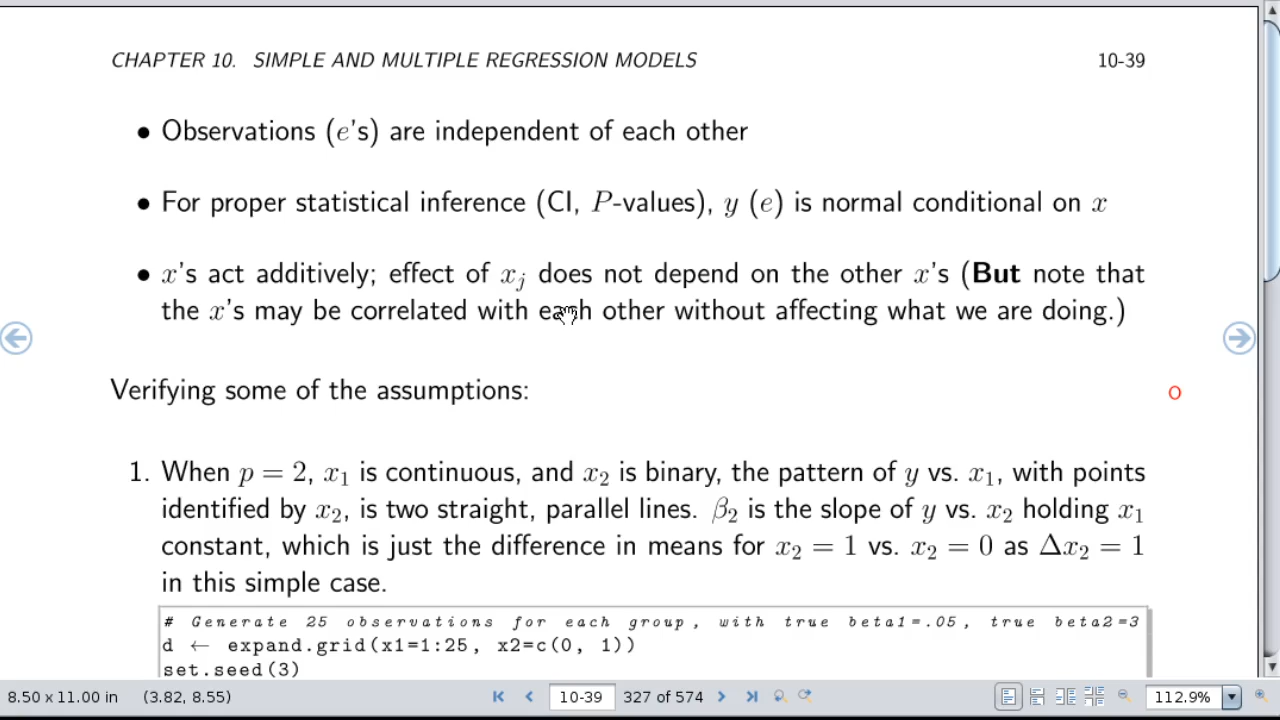 CHAPTER 10. SIMPLE AND MULTIPLE REGRESSION MODELS 10-39
• Observations (e's) are independent of each other
• For proper statistical inference (CI, P-values), y (e) is normal conditional on x
• x's act additively; effect of xⱼ does not depend on the other x's (But note that
the x's may be correlated with each other without affecting what we are doing.)
Verifying some of the assumptions: O
1. When p = 2, x₁ is continuous, and x₂ is binary, the pattern of y vs. x₁, with points
identified by x₂, is two straight, parallel lines. β₂ is the slope of y vs. x₂ holding x₁
constant, which is just the difference in means for x₂ = 1 vs. x₂ = 0 as Δx₂ = 1
in this simple case.
# Generate 25 observations for each group, with true beta1=.05, true beta2=3
d ← expand.grid(x1=1:25, x2=c(0, 1))
set.seed(3)
8.50 x 11.00 in (3.82, 8.55) 10-39 327 of 574 112.9%